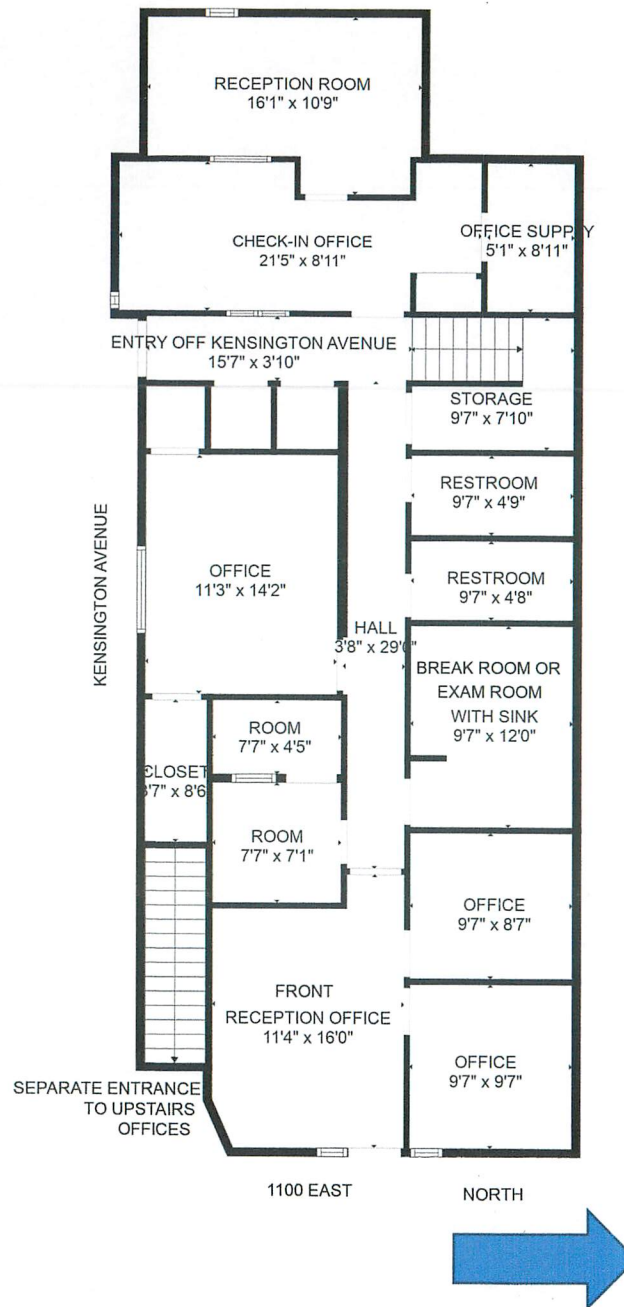 RECEPTION ROOM
16'1" x 10'9"
CHECK-IN OFFICE
21'5" x 8'11"
OFFICE SUPPLY
5'1" x 8'11"
ENTRY OFF KENSINGTON AVENUE
15'7" x 3'10"
STORAGE
9'7" x 7'10"
RESTROOM
9'7" x 4'9"
KENSINGTON AVENUE
OFFICE
11'3" x 14'2"
RESTROOM
9'7" x 4'8"
HALL
3'8" x
BREAK ROOM OR
EXAM ROOM
WITH SINK
9'7" x 12'0"
ROOM
7'7" x 4'5"
CLOSET
x 8'6
ROOM
7'7" x 7'1"
OFFICE
9'7" x 8'7"
FRONT
RECEPTION OFFICE
11'4" x 16'0"
OFFICE
9'7" x 9'7"
SEPARATE ENTRANCE
TO UPSTAIRS
OFFICES
1100 EAST
NORTH